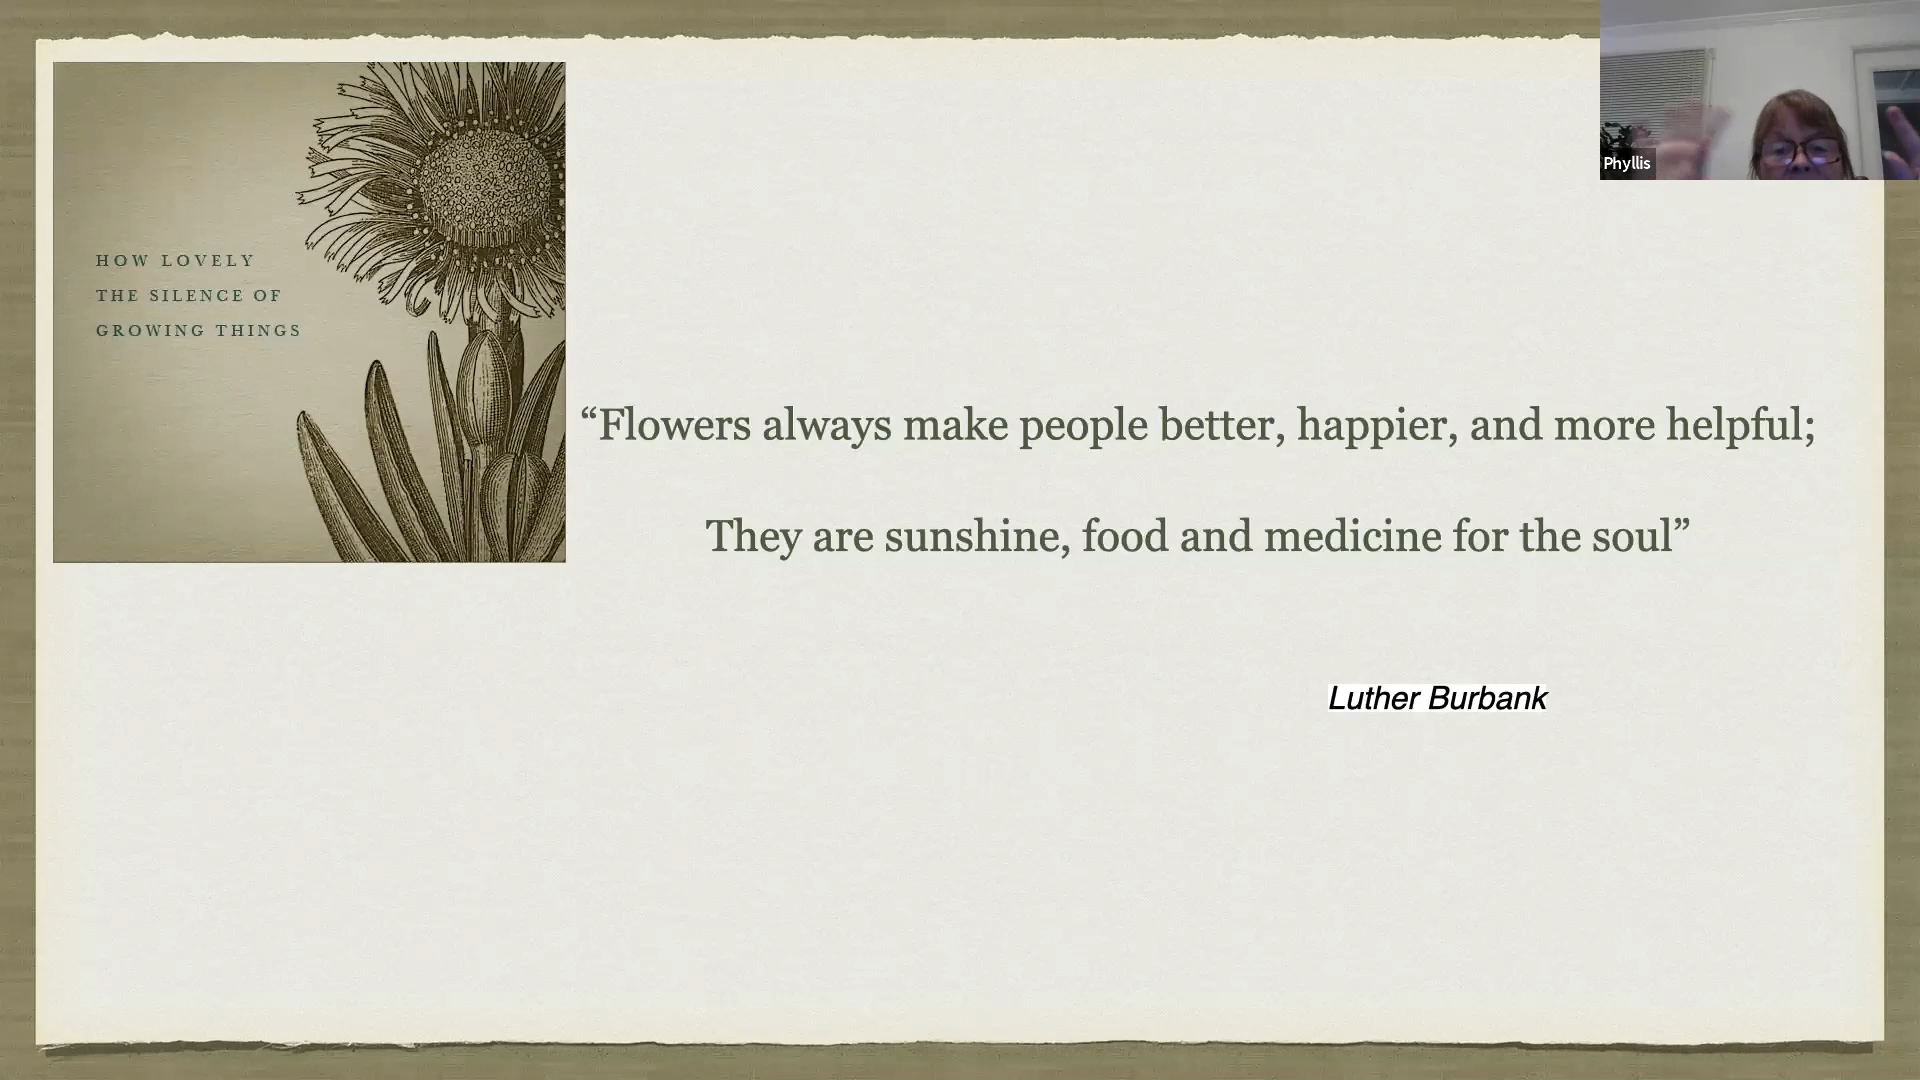 HOW LOVELY
THE SILENCE OF
GROWING THINGS
“Flowers always make people better, happier, and more helpful;
They are sunshine, food and medicine for the soul”
Luther Burbank
Phyllis